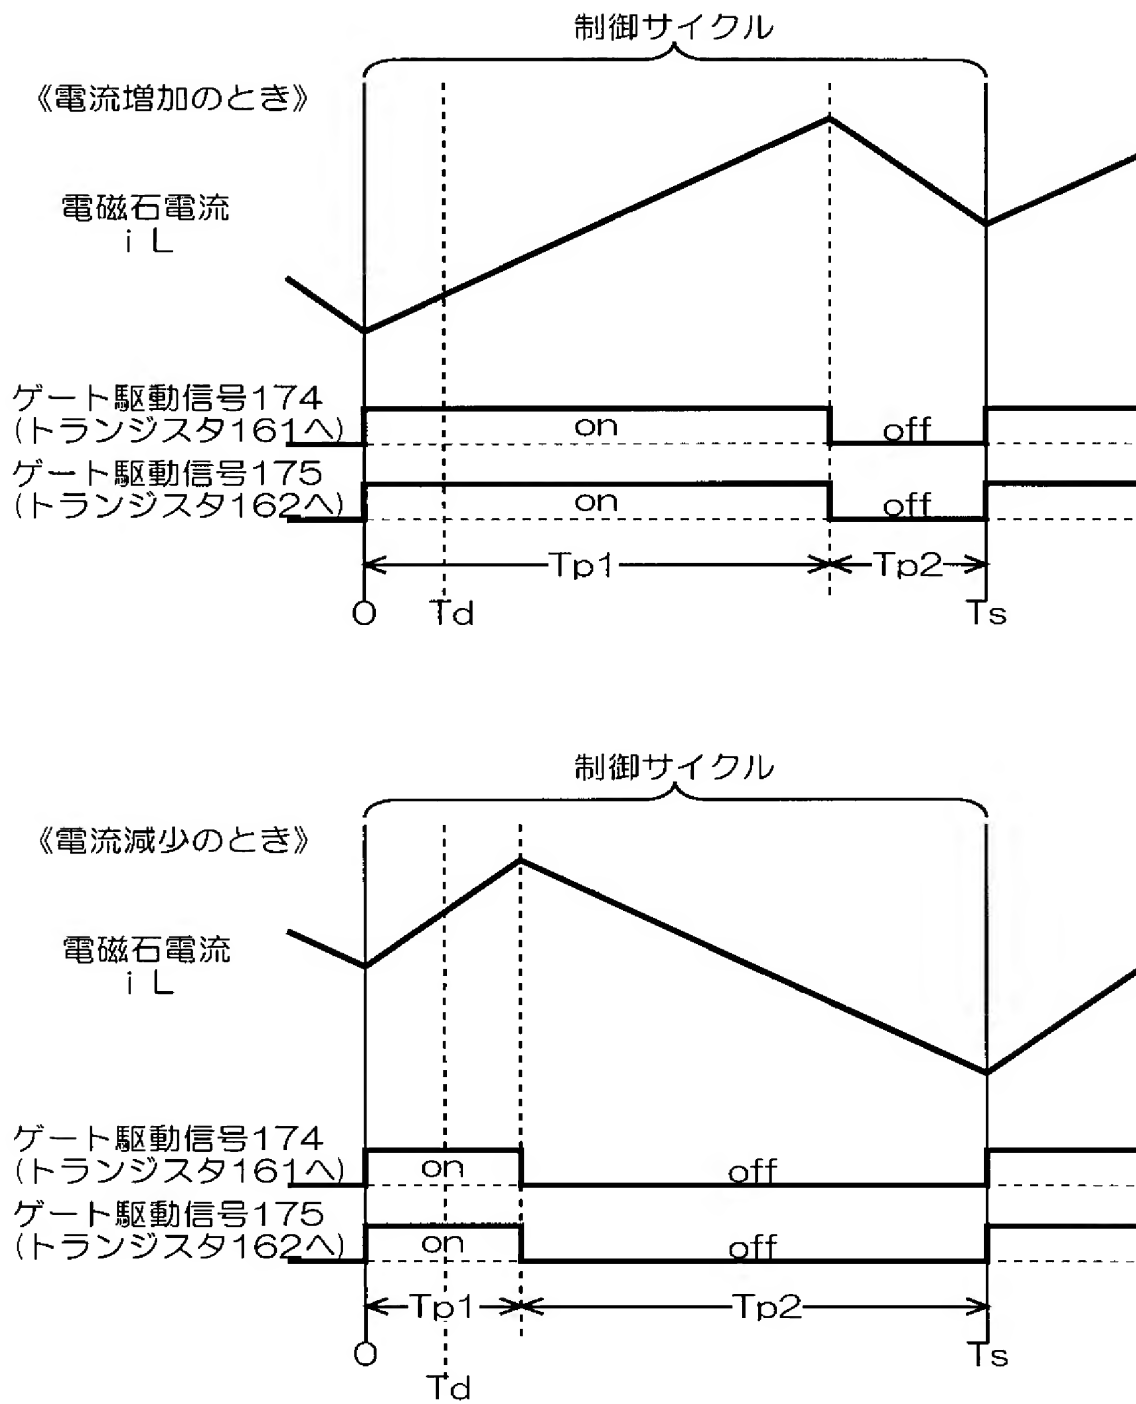 制御サイクル
《電流増加のとき》
電磁石電流
iL
ゲート駆動信号174
(トランジスタ161へ)
on
off
ゲート駆動信号175
(トランジスタ162へ)
on
off
Tp1
Tp2
0
Td
Ts
制御サイクル
《電流減少のとき》
電磁石電流
iL
ゲート駆動信号174
(トランジスタ161へ)
on
off
ゲート駆動信号175
(トランジスタ162へ)
on
off
Tp1
Tp2
0
Ts
Td